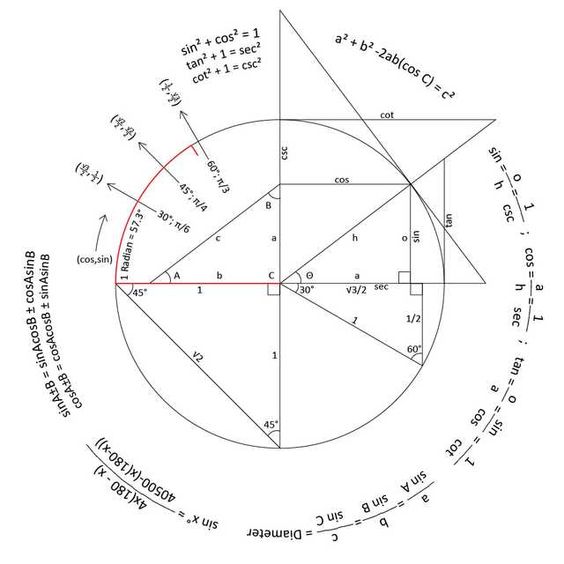 sin² + cos² = 1
tan² + 1 = sec²
cot² + 1 = csc²
a² + b² -2ab(cos C) = c²
(½, √3/2)
(√2/2, √2/2)
(√3/2, ½)
60°; π/3
45°; π/4
30°; π/6
(cos,sin)
1 Radian = 57.3°
cot
csc
cos
B
c
a
h
o
sin
tan
A
b
C
Θ
a
sec
45°
1
30°
√3/2
1
1/2
60°
√2
1
45°
sin = o/h = 1/csc ; cos = a/h = 1/sec ; tan = o/a = sin/cos = 1/cot
sinA±B = sinAcosB ± cosAsinB
cosA±B = cosAcosB ± sinAsinB
a/sin A = b/sin B = c/sin C = Diameter
sin x° ≈ 4x(180 - x)/40500-(x(180-x))